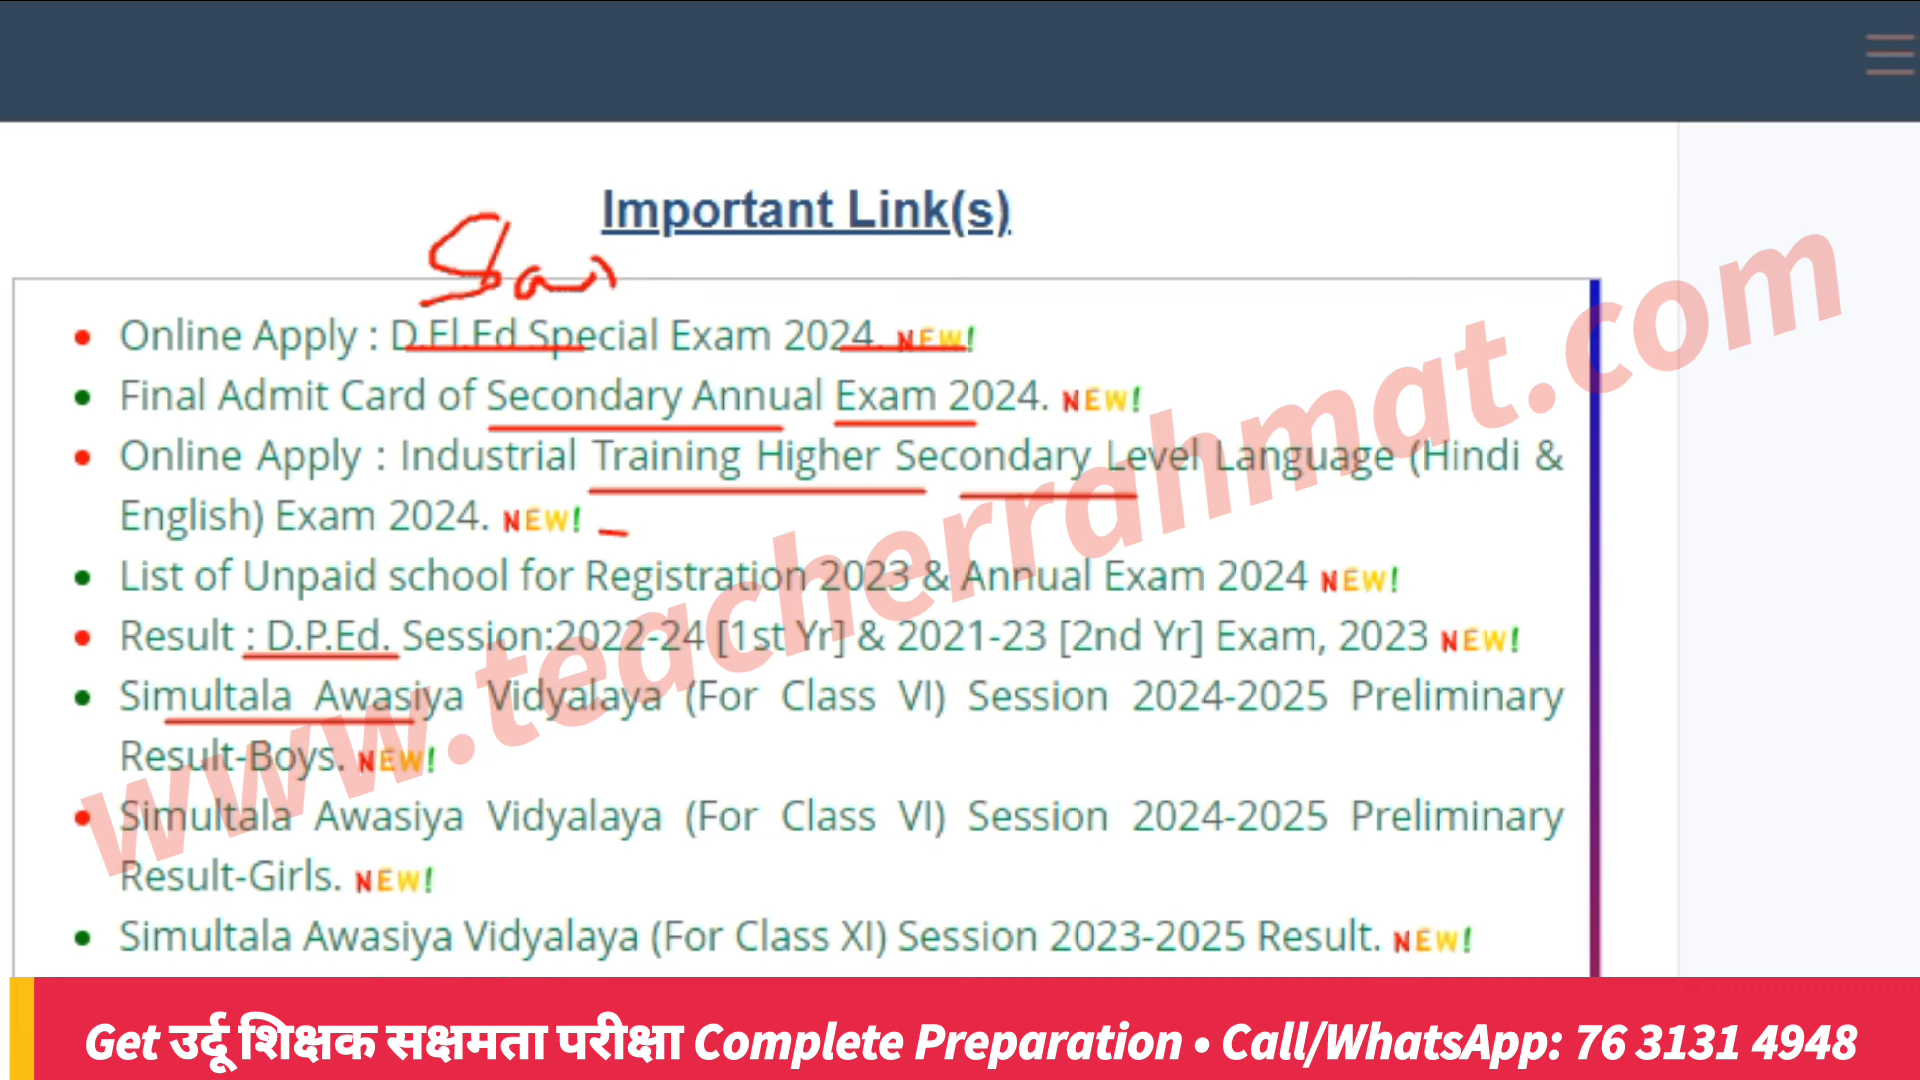 Important Link(s)
Online Apply : D.El.Ed Special Exam 2024. NEW!
Final Admit Card of Secondary Annual Exam 2024. NEW!
Online Apply : Industrial Training Higher Secondary Level Language (Hindi &
English) Exam 2024. NEW!
List of Unpaid school for Registration 2023 & Annual Exam 2024 NEW!
Result : D.P.Ed. Session:2022-24 [1st Yr] & 2021-23 [2nd Yr] Exam, 2023 NEW!
Simultala Awasiya Vidyalaya (For Class VI) Session 2024-2025 Preliminary
Result-Boys. NEW!
Simultala Awasiya Vidyalaya (For Class VI) Session 2024-2025 Preliminary
Result-Girls. NEW!
Simultala Awasiya Vidyalaya (For Class XI) Session 2023-2025 Result. NEW!
www.teacherrahmat.com
Get उर्दू शिक्षक सक्षमता परीक्षा Complete Preparation • Call/WhatsApp: 76 3131 4948